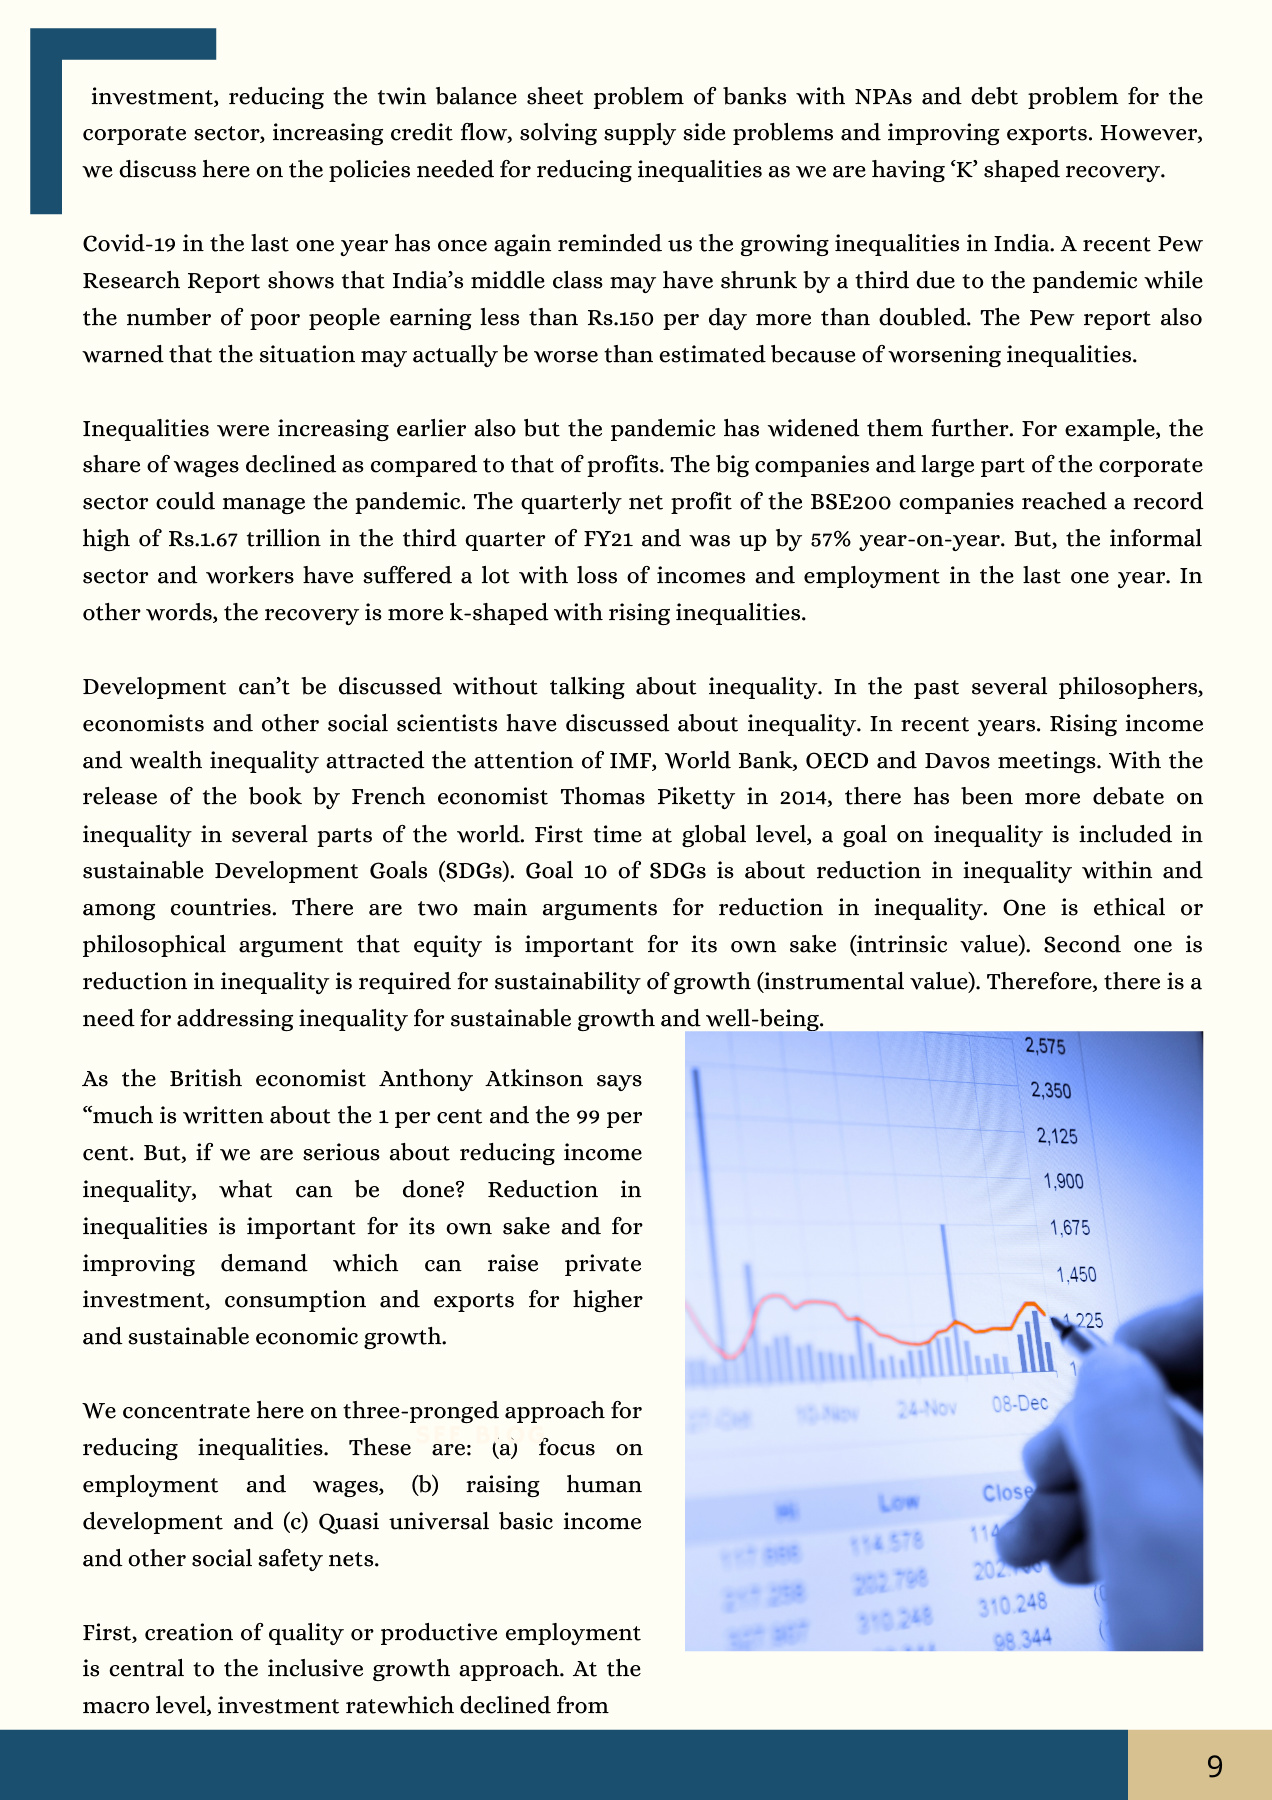 investment, reducing the twin balance sheet problem of banks with NPAs and debt problem for the
corporate sector, increasing credit flow, solving supply side problems and improving exports. However,
we discuss here on the policies needed for reducing inequalities as we are having ‘K’ shaped recovery.
Covid-19 in the last one year has once again reminded us the growing inequalities in India. A recent Pew
Research Report shows that India’s middle class may have shrunk by a third due to the pandemic while
the number of poor people earning less than Rs.150 per day more than doubled. The Pew report also
warned that the situation may actually be worse than estimated because of worsening inequalities.
Inequalities were increasing earlier also but the pandemic has widened them further. For example, the
share of wages declined as compared to that of profits. The big companies and large part of the corporate
sector could manage the pandemic. The quarterly net profit of the BSE200 companies reached a record
high of Rs.1.67 trillion in the third quarter of FY21 and was up by 57% year-on-year. But, the informal
sector and workers have suffered a lot with loss of incomes and employment in the last one year. In
other words, the recovery is more k-shaped with rising inequalities.
Development can’t be discussed without talking about inequality. In the past several philosophers,
economists and other social scientists have discussed about inequality. In recent years. Rising income
and wealth inequality attracted the attention of IMF, World Bank, OECD and Davos meetings. With the
release of the book by French economist Thomas Piketty in 2014, there has been more debate on
inequality in several parts of the world. First time at global level, a goal on inequality is included in
sustainable Development Goals (SDGs). Goal 10 of SDGs is about reduction in inequality within and
among countries. There are two main arguments for reduction in inequality. One is ethical or
philosophical argument that equity is important for its own sake (intrinsic value). Second one is
reduction in inequality is required for sustainability of growth (instrumental value). Therefore, there is a
need for addressing inequality for sustainable growth and well-being.
As the British economist Anthony Atkinson says
“much is written about the 1 per cent and the 99 per
cent. But, if we are serious about reducing income
inequality, what can be done? Reduction in
inequalities is important for its own sake and for
improving demand which can raise private
investment, consumption and exports for higher
and sustainable economic growth.
We concentrate here on three-pronged approach for
reducing inequalities. These are: (a) focus on
employment and wages, (b) raising human
development and (c) Quasi universal basic income
and other social safety nets.
First, creation of quality or productive employment
is central to the inclusive growth approach. At the
macro level, investment ratewhich declined from
2,575
2,350
2,125
1,900
1,675
1,450
1,225
10-Nov 24-Nov 08-Dec
Low Close
114.578
202.798
310.248 310.248
98.344
9